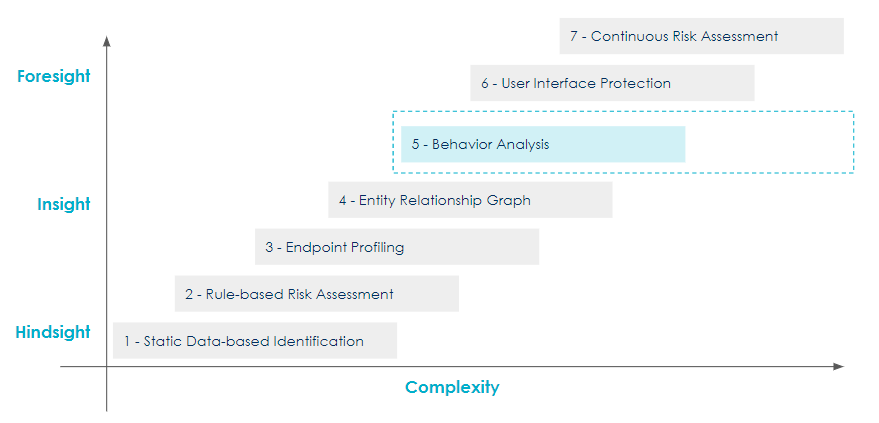 7 - Continuous Risk Assessment
Foresight
6 - User Interface Protection
5 - Behavior Analysis
Insight
4 - Entity Relationship Graph
3 - Endpoint Profiling
2 - Rule-based Risk Assessment
Hindsight
1 - Static Data-based Identification
Complexity